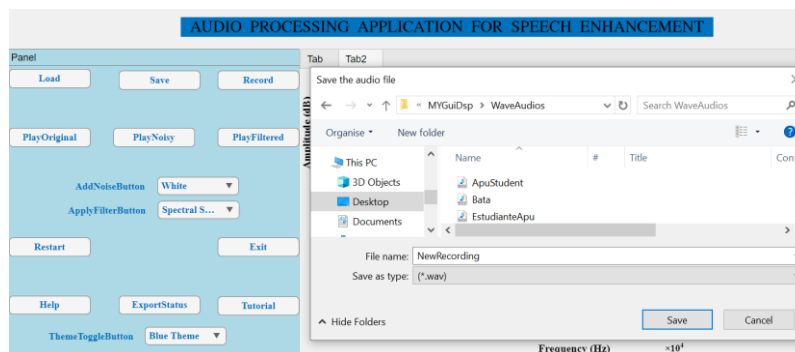 AUDIO PROCESSING APPLICATION FOR SPEECH ENHANCEMENT
Panel
Load Save Record
PlayOriginal PlayNoisy PlayFiltered
AddNoiseButton White
ApplyFilterButton Spectral S...
Restart Exit
Help ExportStatus Tutorial
ThemeToggleButton Blue Theme
Tab Tab2
Amplitude (dB)
Save the audio file
« MYGuiDsp > WaveAudios
Search WaveAudios
Organise New folder
This PC
3D Objects
Desktop
Documents
Name # Title Con
ApuStudent
Bata
EstudianteApu
File name: NewRecording
Save as type: (*.wav)
Hide Folders Save Cancel
Frequency (Hz) ×10⁴